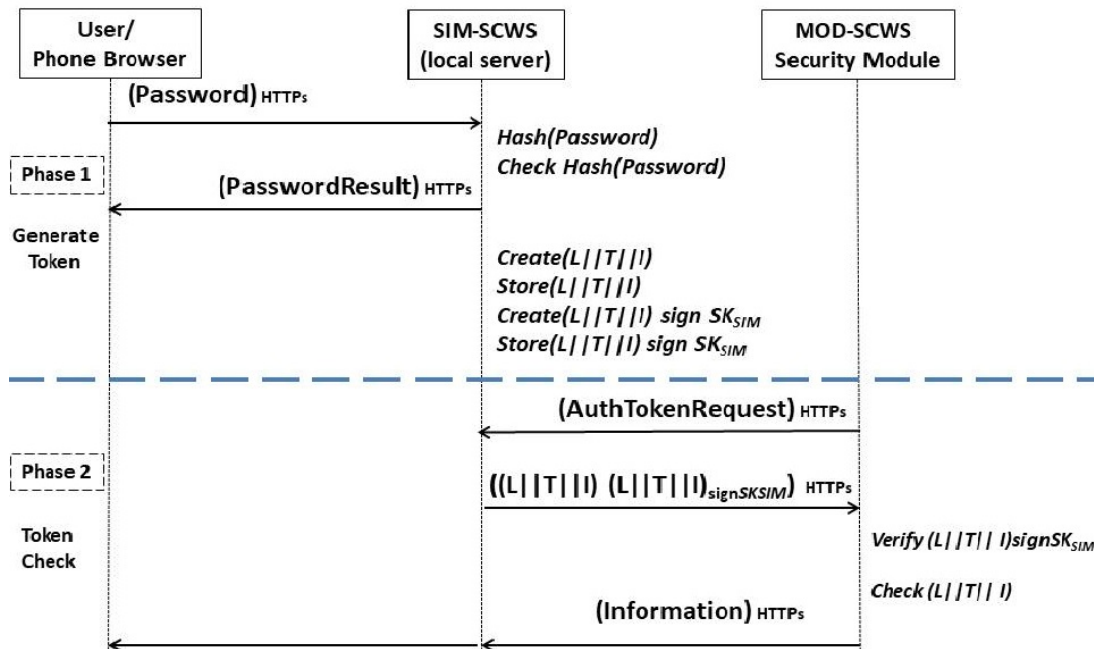 User/
Phone Browser
SIM-SCWS
(local server)
MOD-SCWS
Security Module
(Password) HTTPs
Hash(Password)
Check Hash(Password)
Phase 1
(PasswordResult) HTTPs
Generate
Token
Create(L||T||I)
Store(L||T||I)
Create(L||T||I) sign SKSIM
Store(L||T||I) sign SKSIM
(AuthTokenRequest) HTTPs
Phase 2
((L||T||I) (L||T||I)signSKSIM) HTTPs
Token
Check
Verify (L||T|| I)signSKSIM
Check (L||T|| I)
(Information) HTTPs